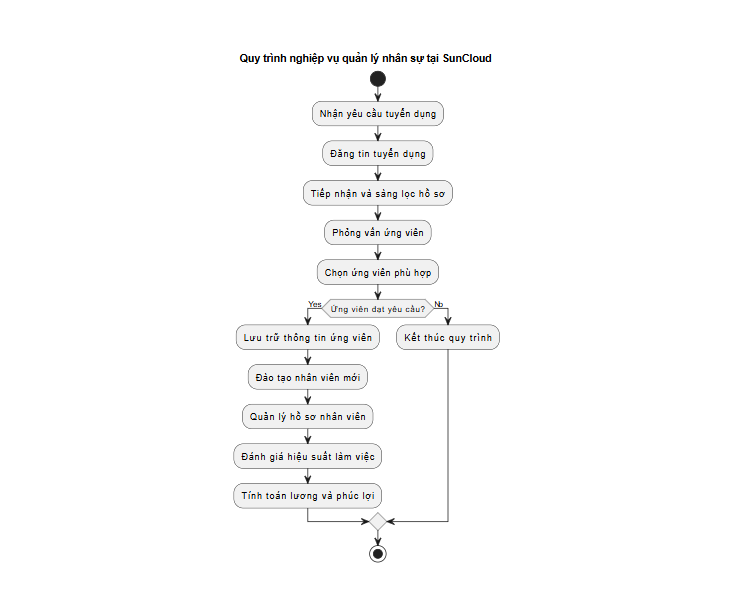 Quy trình nghiệp vụ quản lý nhân sự tại SunCloud
Nhận yêu cầu tuyển dụng
Đăng tin tuyển dụng
Tiếp nhận và sàng lọc hồ sơ
Phỏng vấn ứng viên
Chọn ứng viên phù hợp
Yes
Ứng viên đạt yêu cầu?
No
Lưu trữ thông tin ứng viên
Kết thúc quy trình
Đào tạo nhân viên mới
Quản lý hồ sơ nhân viên
Đánh giá hiệu suất làm việc
Tính toán lương và phúc lợi